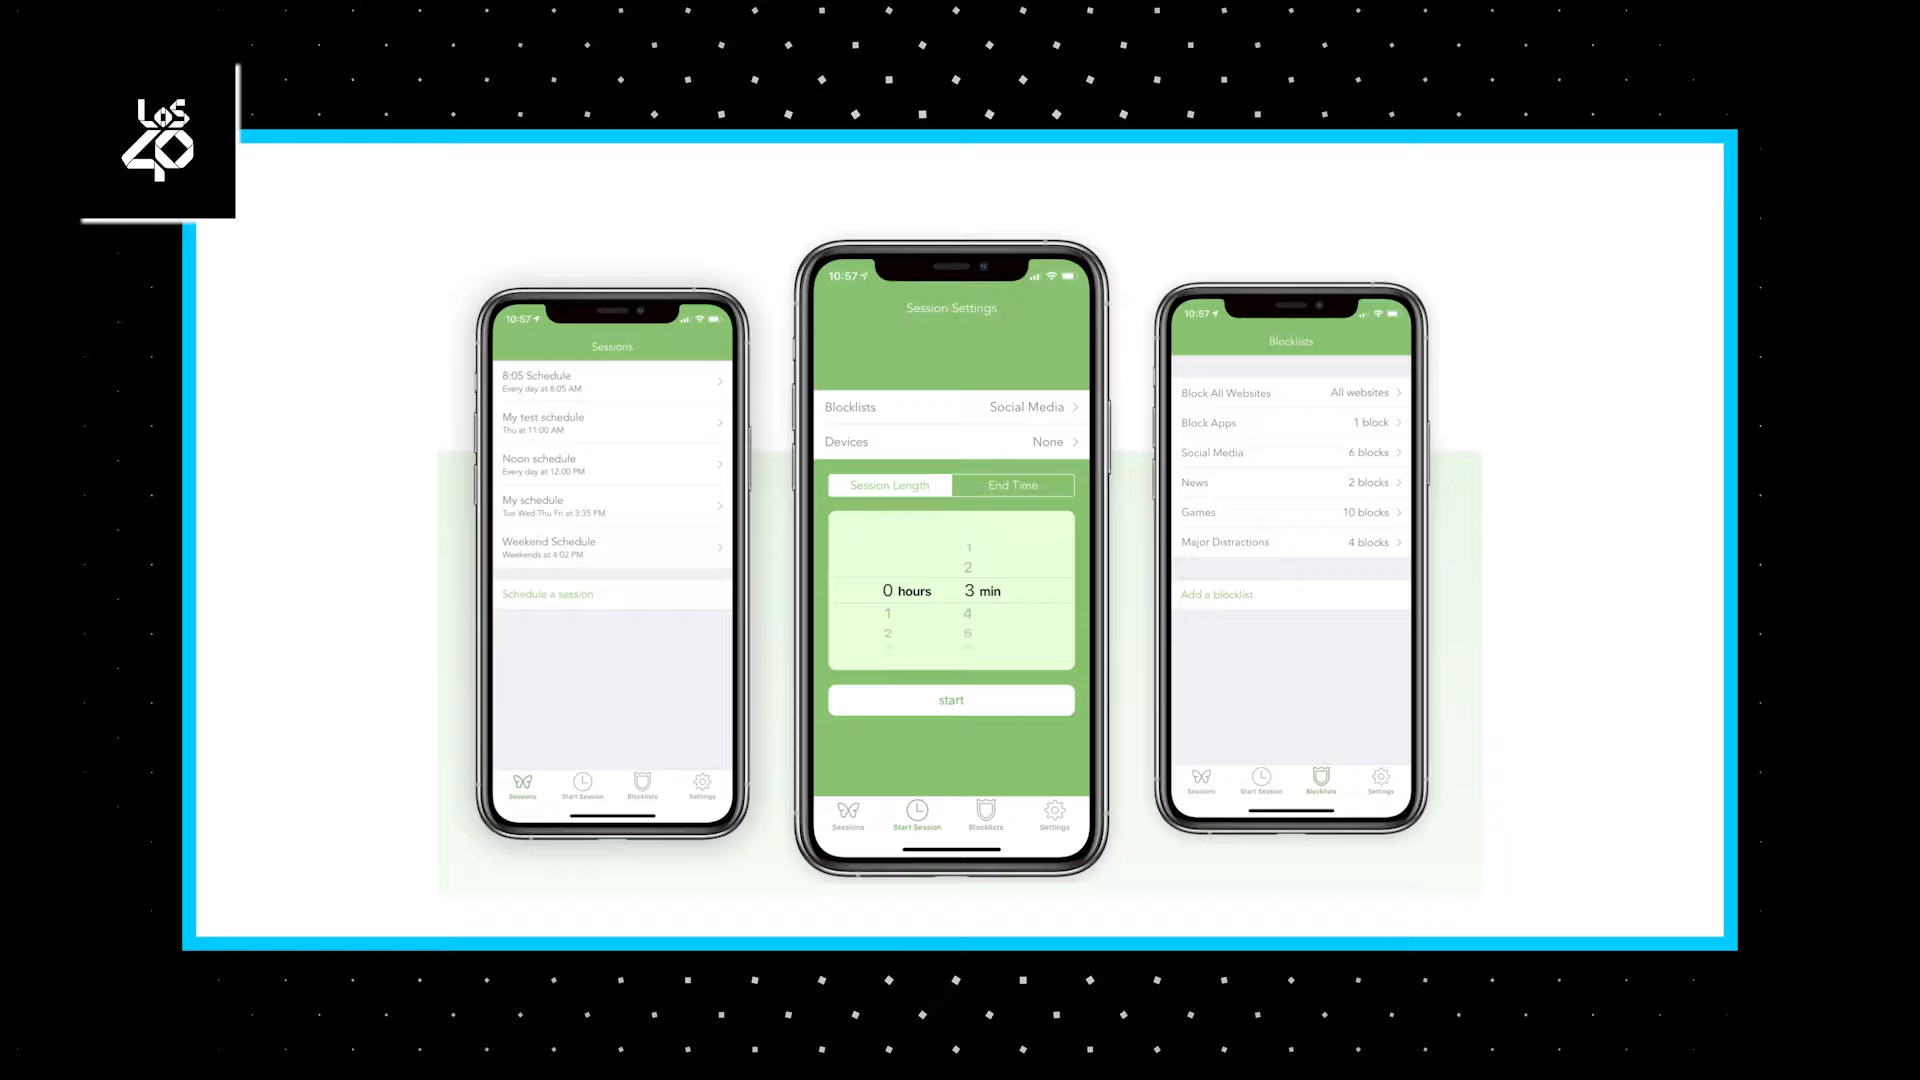 LOS
40
10:57
Sessions
8:05 Schedule
Every day at 8:05 AM
My test schedule
Thu at 11:00 AM
Noon schedule
Every day at 12:00 PM
My schedule
Tue Wed Thu Fri at 3:35 PM
Weekend Schedule
Weekends at 4:02 PM
Schedule a session
Sessions Start Session Blocklists Settings
10:57
Session Settings
Blocklists Social Media
Devices None
Session Length End Time
1
2
0 hours 3 min
1 4
2 5
start
Sessions Start Session Blocklists Settings
10:57
Blocklists
Block All Websites All websites
Block Apps 1 block
Social Media 6 blocks
News 2 blocks
Games 10 blocks
Major Distractions 4 blocks
Add a blocklist
Sessions Start Session Blocklists Settings